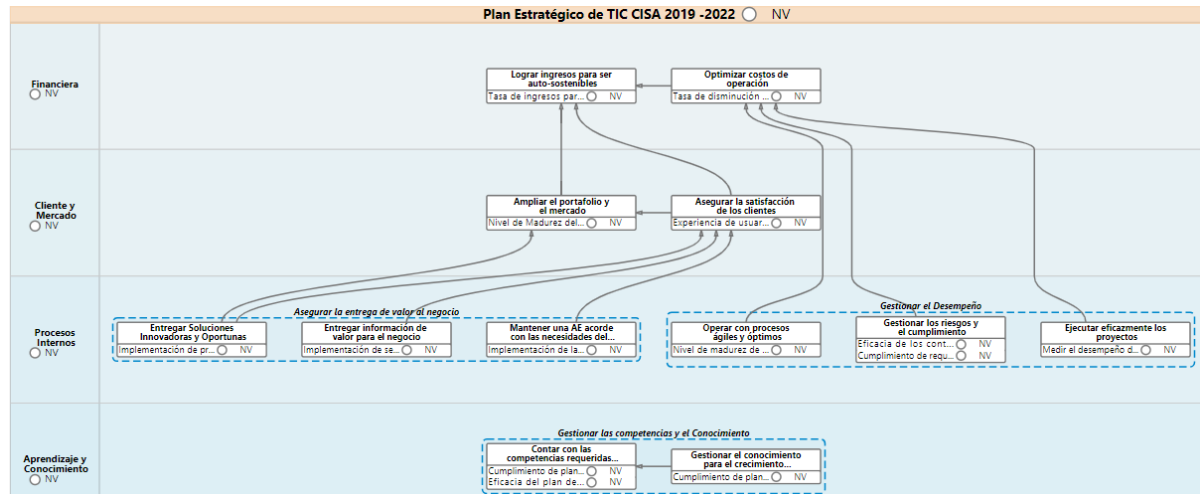 Plan Estratégico de TIC CISA 2019 -2022 NV
Financiera
NV
Lograr ingresos para ser
auto-sostenibles
Tasa de ingresos par... NV
Optimizar costos de
operación
Tasa de disminución ... NV
Cliente y
Mercado
NV
Ampliar el portafolio y
el mercado
Nivel de Madurez del... NV
Asegurar la satisfacción
de los clientes
Experiencia de usuar... NV
Procesos
Internos
NV
Asegurar la entrega de valor al negocio
Entregar Soluciones
Innovadoras y Oportunas
Implementación de pr... NV
Entregar información de
valor para el negocio
Implementación de se... NV
Mantener una AE acorde
con las necesidades del...
Implementación de la... NV
Gestionar el Desempeño
Operar con procesos
ágiles y óptimos
Nivel de madurez de ... NV
Gestionar los riesgos y
el cumplimiento
Eficacia de los cont... NV
Cumplimiento de requ... NV
Ejecutar eficazmente los
proyectos
Medir el desempeño d... NV
Aprendizaje y
Conocimiento
NV
Gestionar las competencias y el Conocimiento
Contar con las
competencias requeridas...
Cumplimiento de plan... NV
Eficacia del plan de... NV
Gestionar el conocimiento
para el crecimiento...
Cumplimiento de plan... NV